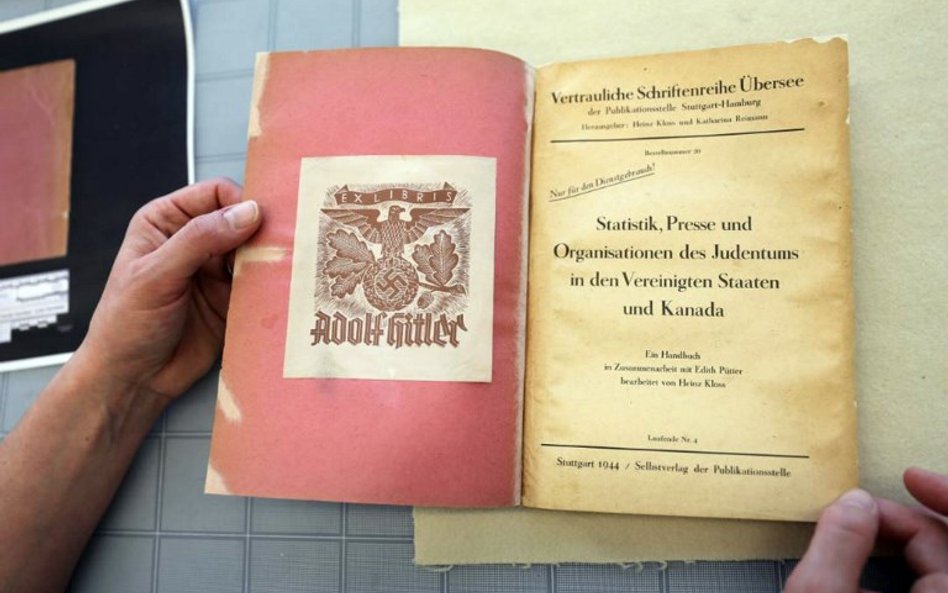 EX LIBRIS
Adolf Hitler
Vertrauliche Schriftenreihe Übersee
der Publikationsstelle Stuttgart-Hamburg
Herausgeber: Heinz Kloss und Katharina Reimann
Bestellnummer 20
Nur für den Dienstgebrauch!
Statistik, Presse und
Organisationen des Judentums
in den Vereinigten Staaten
und Kanada
Ein Handbuch
in Zusammenarbeit mit Edith Pütter
bearbeitet von Heinz Kloss
Laufende Nr. 4
Stuttgart 1944 / Selbstverlag der Publikationsstelle